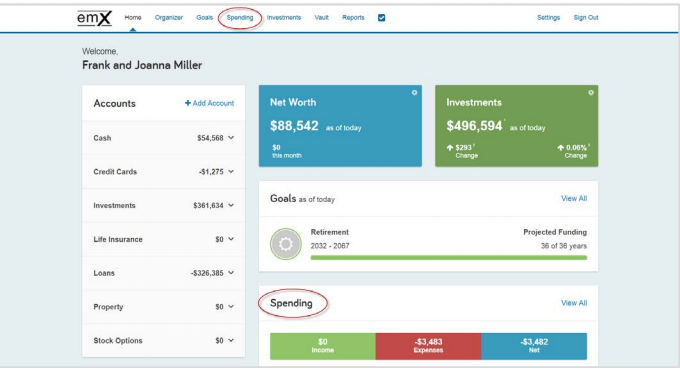 emX Home Organizer Goals Spending Investments Vault Reports Settings Sign Out
Welcome,
Frank and Joanna Miller
Accounts + Add Account
Cash $54,568
Credit Cards -$1,275
Investments $361,634
Life Insurance $0
Loans -$326,385
Property $0
Stock Options $0
Net Worth
$88,542 as of today
$0
this month
Investments
$496,594 as of today
$293 0.00%
Change Change
Goals as of today View All
Retirement Projected Funding
2032 - 2067 36 of 36 years
Spending View All
$0 -$3,483 -$3,482
Income Expenses Net